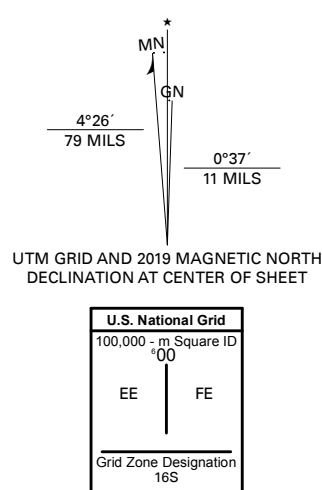 ★
MN
GN
4°26´
79 MILS
0°37´
11 MILS
UTM GRID AND 2019 MAGNETIC NORTH
DECLINATION AT CENTER OF SHEET
U.S. National Grid
100,000 - m Square ID
⁶00
EE FE
Grid Zone Designation
16S